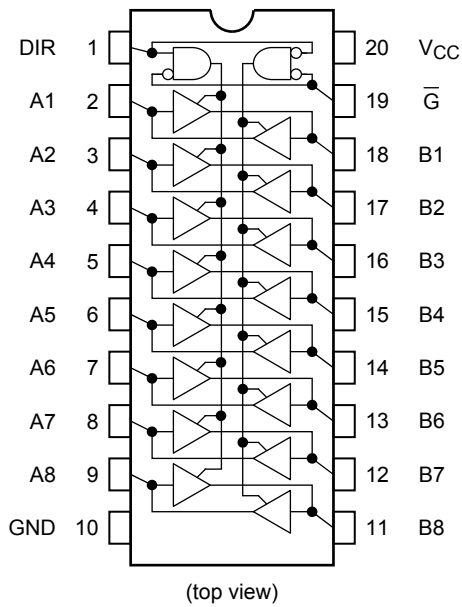 DIR 1 20 VCC
A1 2 19 G̅
A2 3 18 B1
A3 4 17 B2
A4 5 16 B3
A5 6 15 B4
A6 7 14 B5
A7 8 13 B6
A8 9 12 B7
GND 10 11 B8
(top view)